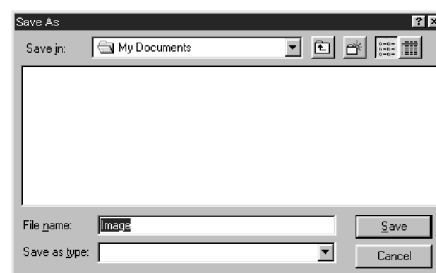 Save As
Save in: My Documents
File name: Image Save
Save as type: Cancel